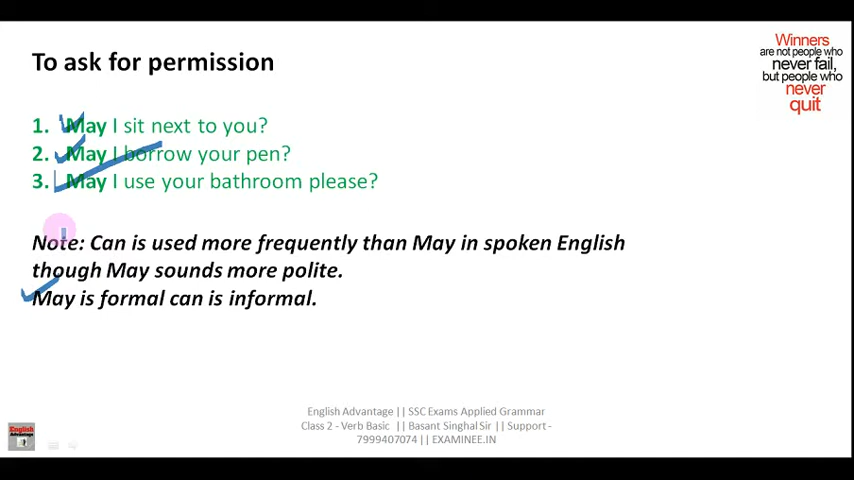 To ask for permission
Winners
are not people who
never fail,
but people who
never
quit
1. May I sit next to you?
2. May I borrow your pen?
3. May I use your bathroom please?
Note: Can is used more frequently than May in spoken English
though May sounds more polite.
May is formal can is informal.
English Advantage || SSC Exams Applied Grammar
Class 2 - Verb Basic || Basant Singhal Sir || Support -
7999407074 || EXAMINEE.IN
English
Advantage